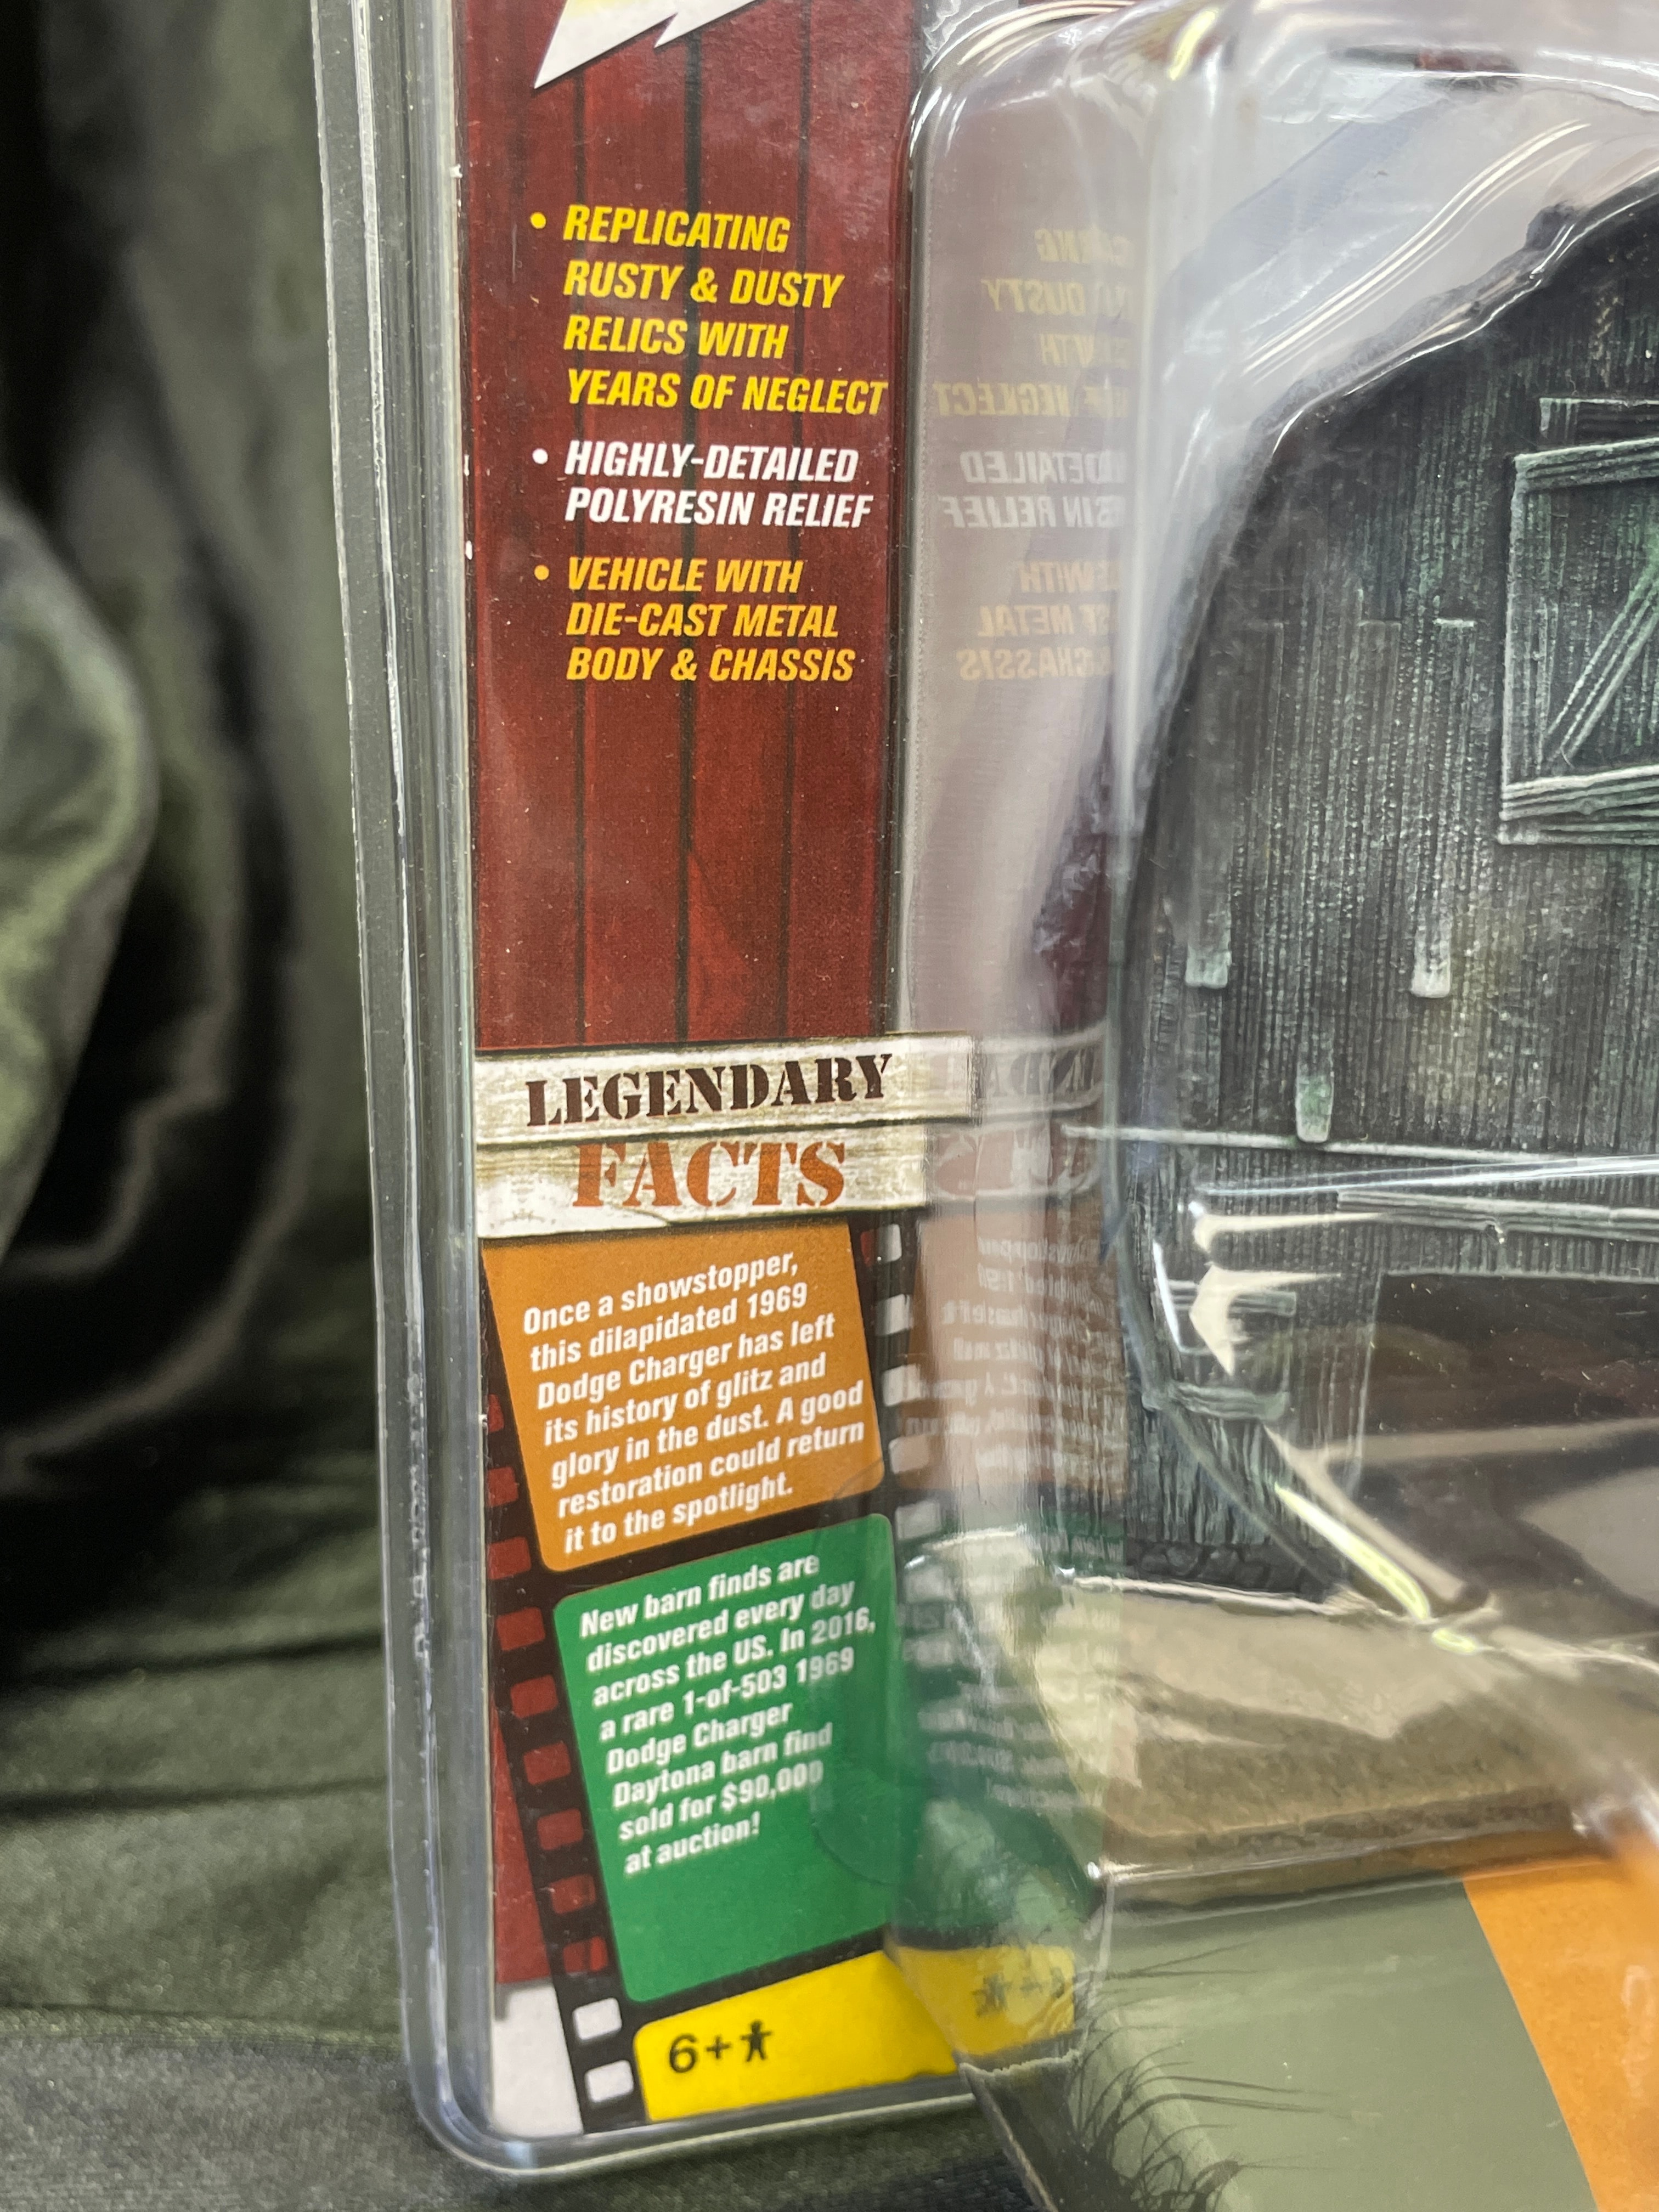 • REPLICATING
RUSTY & DUSTY
RELICS WITH
YEARS OF NEGLECT
• HIGHLY-DETAILED
POLYRESIN RELIEF
• VEHICLE WITH
DIE-CAST METAL
BODY & CHASSIS
LEGENDARY
FACTS
Once a showstopper,
this dilapidated 1969
Dodge Charger has left
its history of glitz and
glory in the dust. A good
restoration could return
it to the spotlight.
New barn finds are
discovered every day
across the US. In 2016,
a rare 1-of-503 1969
Dodge Charger
Daytona barn find
sold for $90,000
at auction!
6+